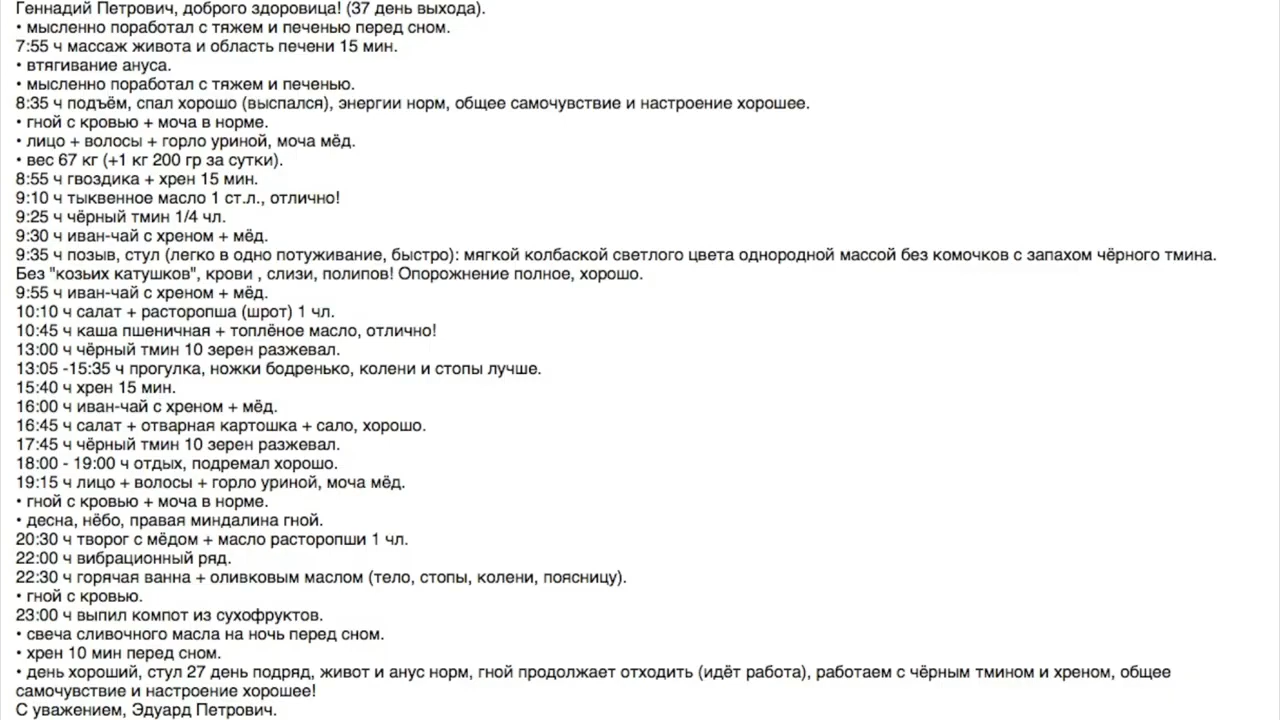 Геннадий Петрович, доброго здоровица! (37 день выхода).
• мысленно поработал с тяжем и печенью перед сном.
7:55 ч массаж живота и область печени 15 мин.
• втягивание ануса.
• мысленно поработал с тяжем и печенью.
8:35 ч подъём, спал хорошо (выспался), энергии норм, общее самочувствие и настроение хорошее.
• гной с кровью + моча в норме.
• лицо + волосы + горло уриной, моча мёд.
• вес 67 кг (+1 кг 200 гр за сутки).
8:55 ч гвоздика + хрен 15 мин.
9:10 ч тыквенное масло 1 ст.л., отлично!
9:25 ч чёрный тмин 1/4 чл.
9:30 ч иван-чай с хреном + мёд.
9:35 ч позыв, стул (легко в одно потуживание, быстро): мягкой колбаской светлого цвета однородной массой без комочков с запахом чёрного тмина.
Без "козьих катушков", крови , слизи, полипов! Опорожнение полное, хорошо.
9:55 ч иван-чай с хреном + мёд.
10:10 ч салат + расторопша (шрот) 1 чл.
10:45 ч каша пшеничная + топлёное масло, отлично!
13:00 ч чёрный тмин 10 зерен разжевал.
13:05 -15:35 ч прогулка, ножки бодренько, колени и стопы лучше.
15:40 ч хрен 15 мин.
16:00 ч иван-чай с хреном + мёд.
16:45 ч салат + отварная картошка + сало, хорошо.
17:45 ч чёрный тмин 10 зерен разжевал.
18:00 - 19:00 ч отдых, подремал хорошо.
19:15 ч лицо + волосы + горло уриной, моча мёд.
• гной с кровью + моча в норме.
• десна, нёбо, правая миндалина гной.
20:30 ч творог с мёдом + масло расторопши 1 чл.
22:00 ч вибрационный ряд.
22:30 ч горячая ванна + оливковым маслом (тело, стопы, колени, поясницу).
• гной с кровью.
23:00 ч выпил компот из сухофруктов.
• свеча сливочного масла на ночь перед сном.
• хрен 10 мин перед сном.
• день хороший, стул 27 день подряд, живот и анус норм, гной продолжает отходить (идёт работа), работаем с чёрным тмином и хреном, общее
самочувствие и настроение хорошее!
С уважением, Эдуард Петрович.